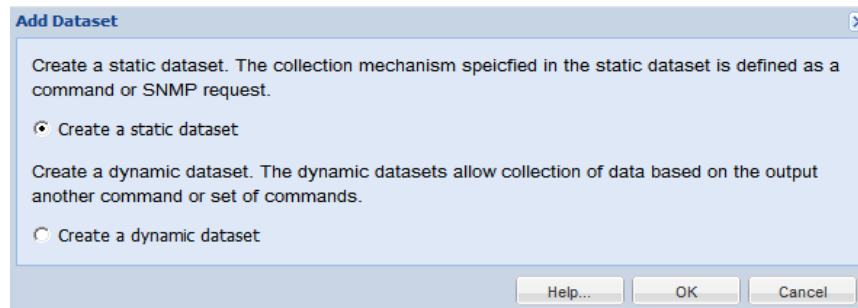 Add Dataset
Create a static dataset. The collection mechanism speicfied in the static dataset is defined as a
command or SNMP request.
Create a static dataset
Create a dynamic dataset. The dynamic datasets allow collection of data based on the output
another command or set of commands.
Create a dynamic dataset
Help... OK Cancel